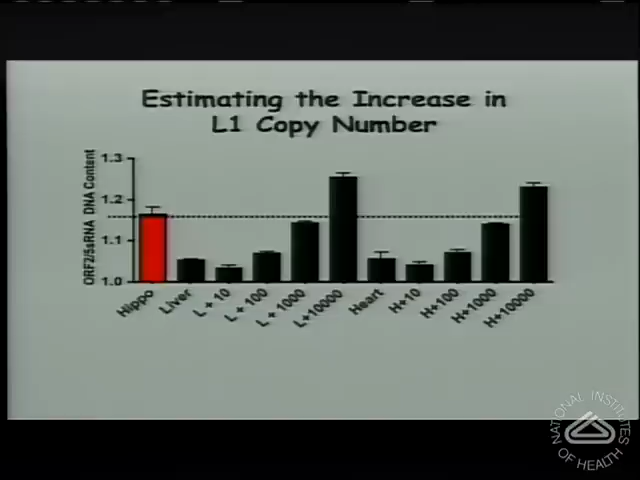 Estimating the Increase in
L1 Copy Number
ORF2/5sRNA DNA Content
1.3
1.2
1.1
1.0
Hippo
Liver
L + 10
L + 100
L + 1000
L+10000
Heart
H+10
H+100
H+1000
H+10000
NATIONAL INSTITUTES
OF HEALTH